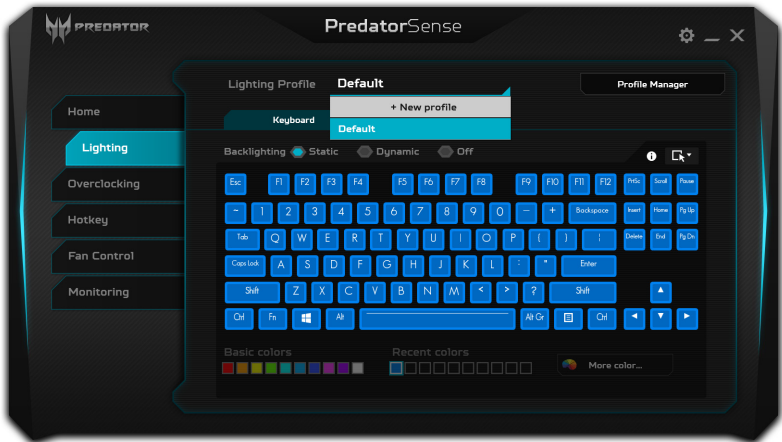 PREDATOR
PredatorSense
Lighting Profile Default
Profile Manager
+ New profile
Default
Home
Lighting
Overclocking
Hotkey
Fan Control
Monitoring
Keyboard
Backlighting Static Dynamic Off
Esc F1 F2 F3 F4 F5 F6 F7 F8 F9 F10 F11 F12 PrtSc Scroll Pause
~ 1 2 3 4 5 6 7 8 9 0 — + Backspace Insert Home Pg Up
Tab Q W E R T Y U I O P { } ¦ Delete End Pg Dn
Caps Lock A S D F G H J K L : " Enter
Shift Z X C V B N M < > ? Shift
Ctrl Fn Alt Alt Gr Ctrl
Basic colors
Recent colors
More color...